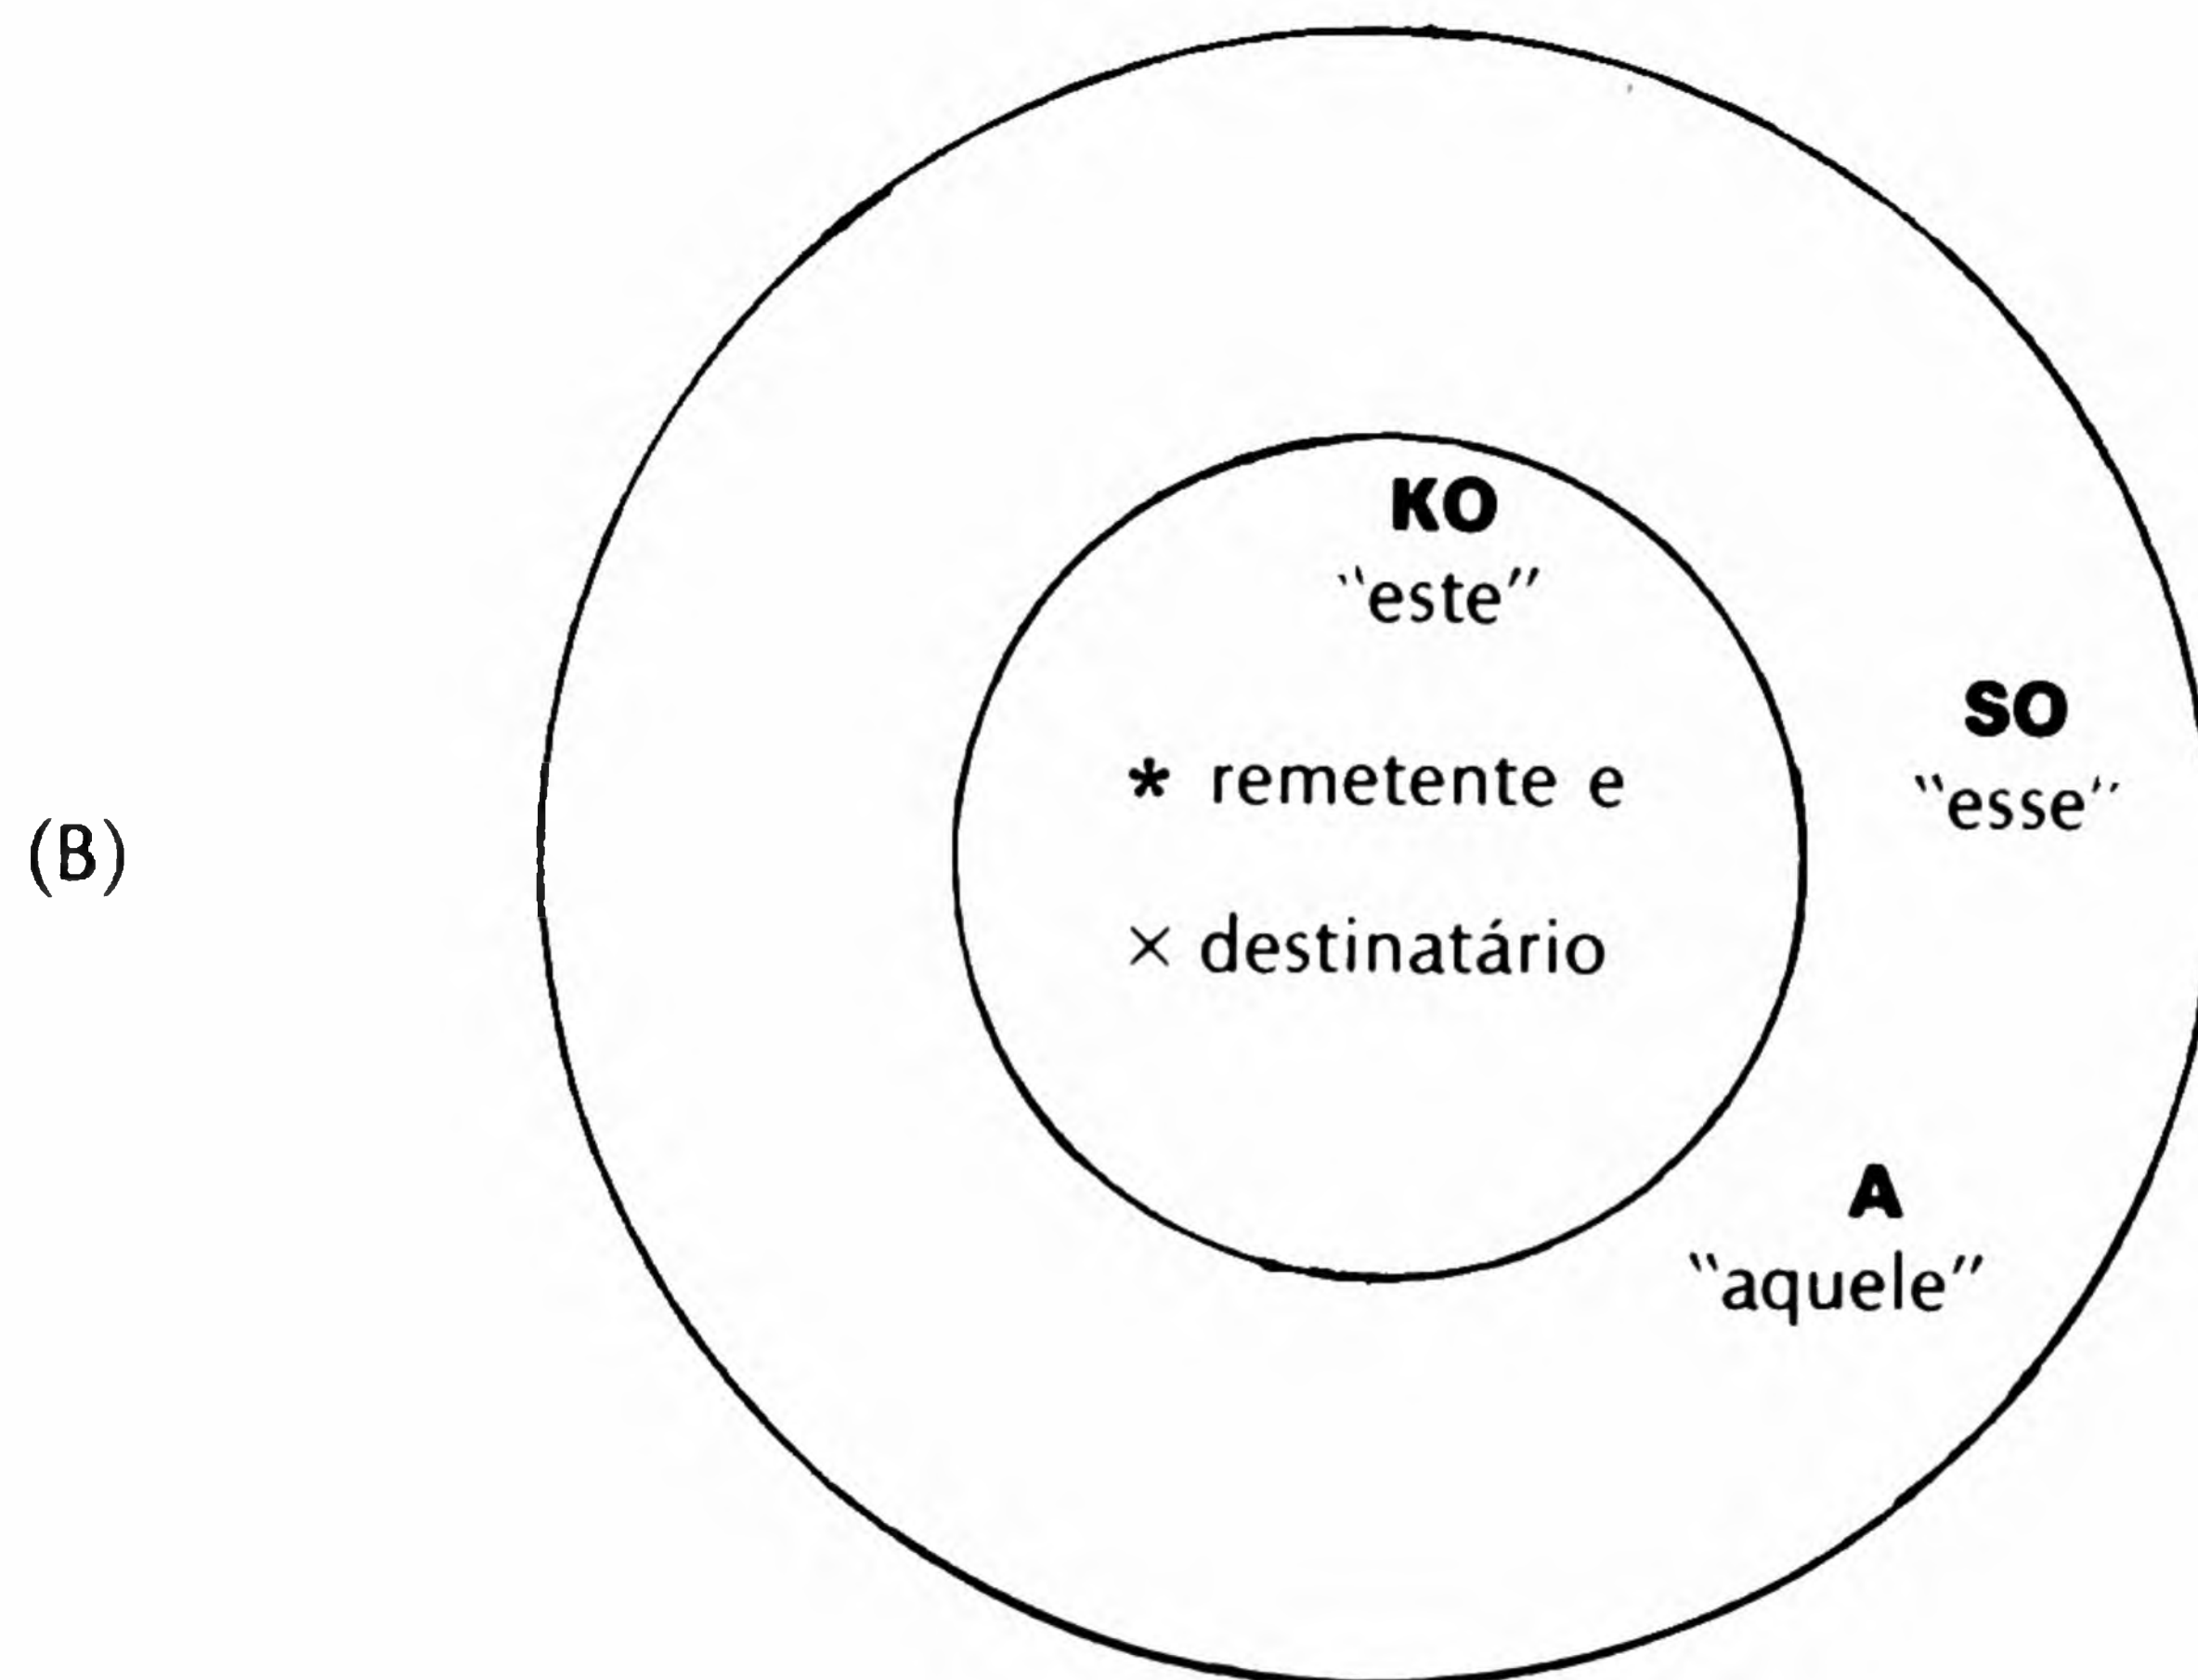 KO
"este"
SO
"esse"
* remetente e
(B)
× destinatário
A
"aquele"